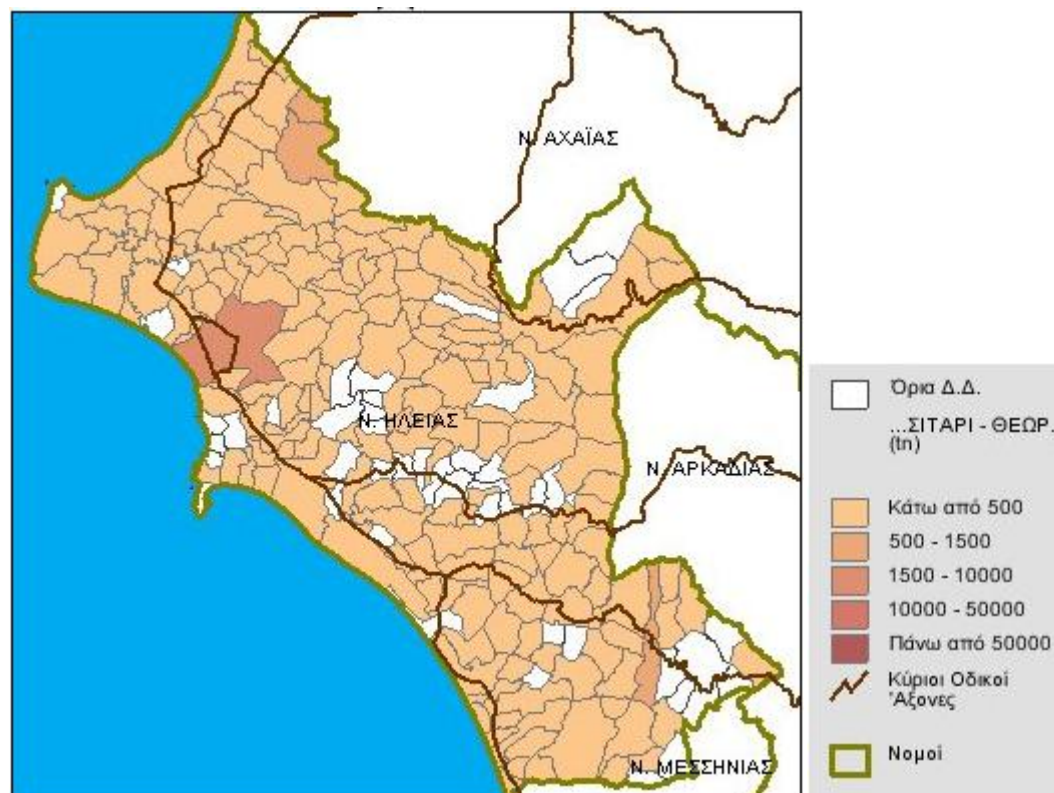 Ν. ΑΧΑΪΑΣ
Ν. ΗΛΕΙΑΣ
Ν. ΑΡΚΑΔΙΑΣ
Ν. ΜΕΣΣΗΝΙΑΣ
Όρια Δ.Δ.
...ΣΙΤΑΡΙ - ΘΕΩΡ.
(tn)
Κάτω από 500
500 - 1500
1500 - 10000
10000 - 50000
Πάνω από 50000
Κύριοι Οδικοί
'Αξονες
Νομοί